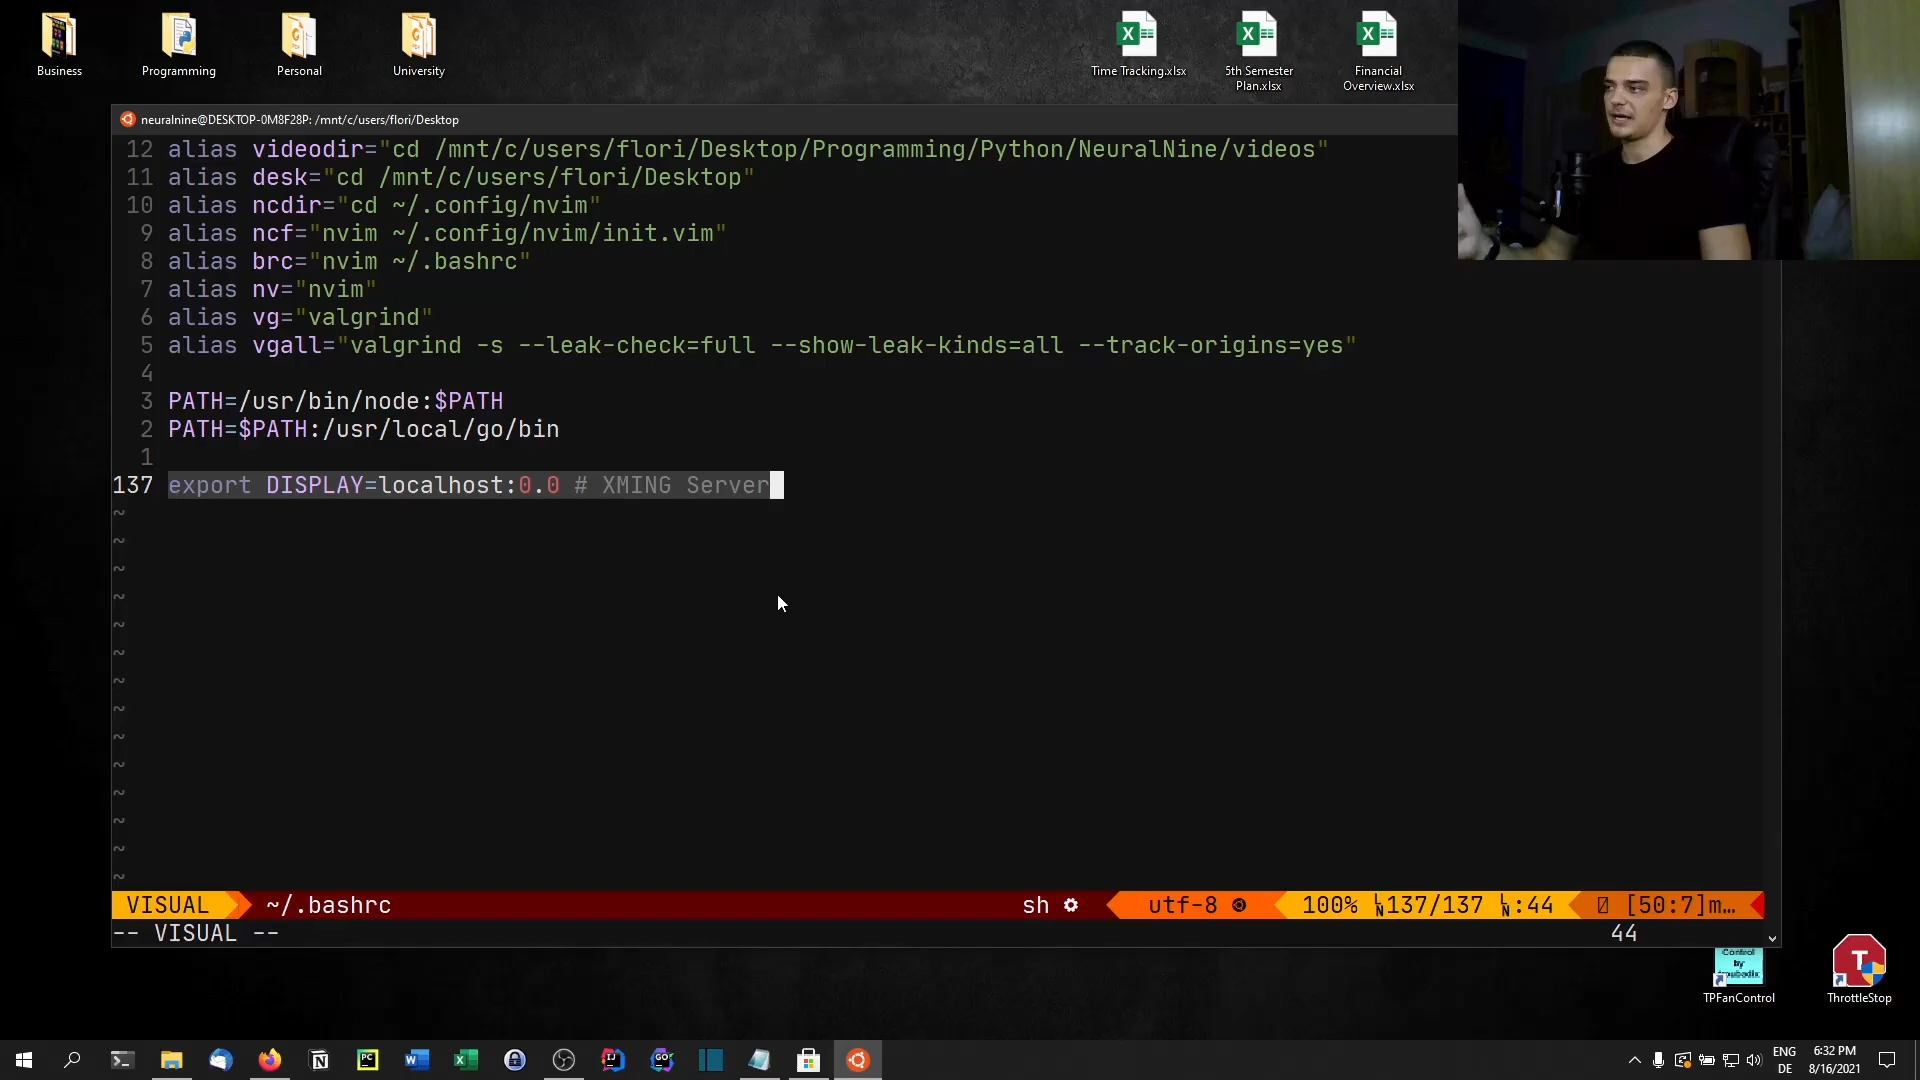 Business
Programming
Personal
University
Time Tracking.xlsx
5th Semester
Plan.xlsx
Financial
Overview.xlsx
neuralnine@DESKTOP-0M8F28P: /mnt/c/users/flori/Desktop
12 alias videodir="cd /mnt/c/users/flori/Desktop/Programming/Python/NeuralNine/videos"
11 alias desk="cd /mnt/c/users/flori/Desktop"
10 alias ncdir="cd ~/.config/nvim"
9 alias ncf="nvim ~/.config/nvim/init.vim"
8 alias brc="nvim ~/.bashrc"
7 alias nv="nvim"
6 alias vg="valgrind"
5 alias vgall="valgrind -s --leak-check=full --show-leak-kinds=all --track-origins=yes"
4
3 PATH=/usr/bin/node:$PATH
2 PATH=$PATH:/usr/local/go/bin
1
137 export DISPLAY=localhost:0.0 # XMING Server
~
~
~
~
~
~
~
~
~
~
~
~
~
~
VISUAL ~/.bashrc sh utf-8 100% 137/137 :44 [50:7]m…
-- VISUAL -- 44
Control
by
TPFanControl
T
ThrottleStop
ENG
DE
6:32 PM
8/16/2021